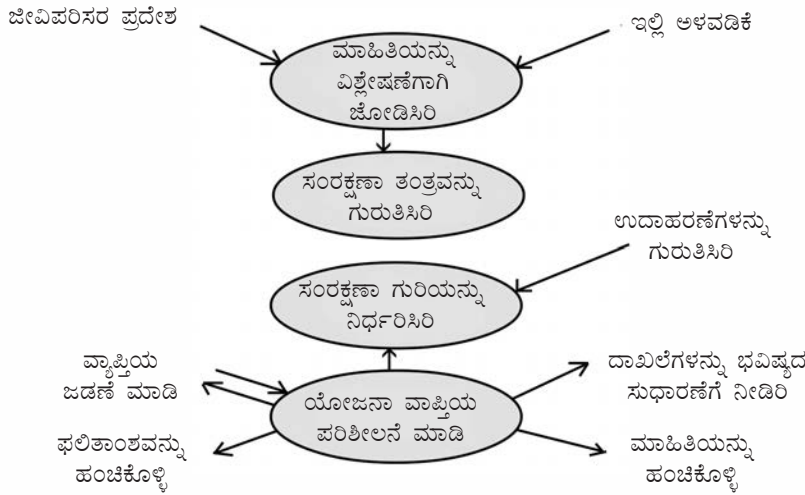 ಜೀವಿಪರಿಸರ ಪ್ರದೇಶ
ಇಲ್ಲಿ ಅಳವಡಿಕೆ
ಮಾಹಿತಿಯನ್ನು
ವಿಶ್ಲೇಷಣೆಗಾಗಿ
ಜೋಡಿಸಿರಿ
ಸಂರಕ್ಷಣಾ ತಂತ್ರವನ್ನು
ಗುರುತಿಸಿರಿ
ಉದಾಹರಣೆಗಳನ್ನು
ಗುರುತಿಸಿರಿ
ಸಂರಕ್ಷಣಾ ಗುರಿಯನ್ನು
ನಿರ್ಧರಿಸಿರಿ
ವ್ಯಾಪ್ತಿಯ
ಜಡಣೆ ಮಾಡಿ
ದಾಖಲೆಗಳನ್ನು ಭವಿಷ್ಯದ
ಸುಧಾರಣೆಗೆ ನೀಡಿರಿ
ಯೋಜನಾ ವಾಪ್ತಿಯ
ಪರಿಶೀಲನೆ ಮಾಡಿ
ಫಲಿತಾಂಶವನ್ನು
ಹಂಚಿಕೊಳ್ಳಿ
ಮಾಹಿತಿಯನ್ನು
ಹಂಚಿಕೊಳ್ಳಿ